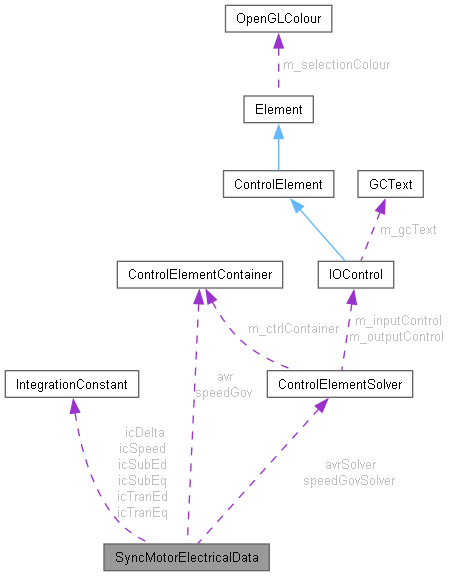 OpenGLColour
m_selectionColour
Element
ControlElement
GCText
m_gcText
ControlElementContainer
IOControl
m_ctrlContainer
m_inputControl
m_outputControl
IntegrationConstant
avr
speedGov
ControlElementSolver
icDelta
icSpeed
icSubEd
icSubEq
icTranEd
icTranEq
avrSolver
speedGovSolver
SyncMotorElectricalData